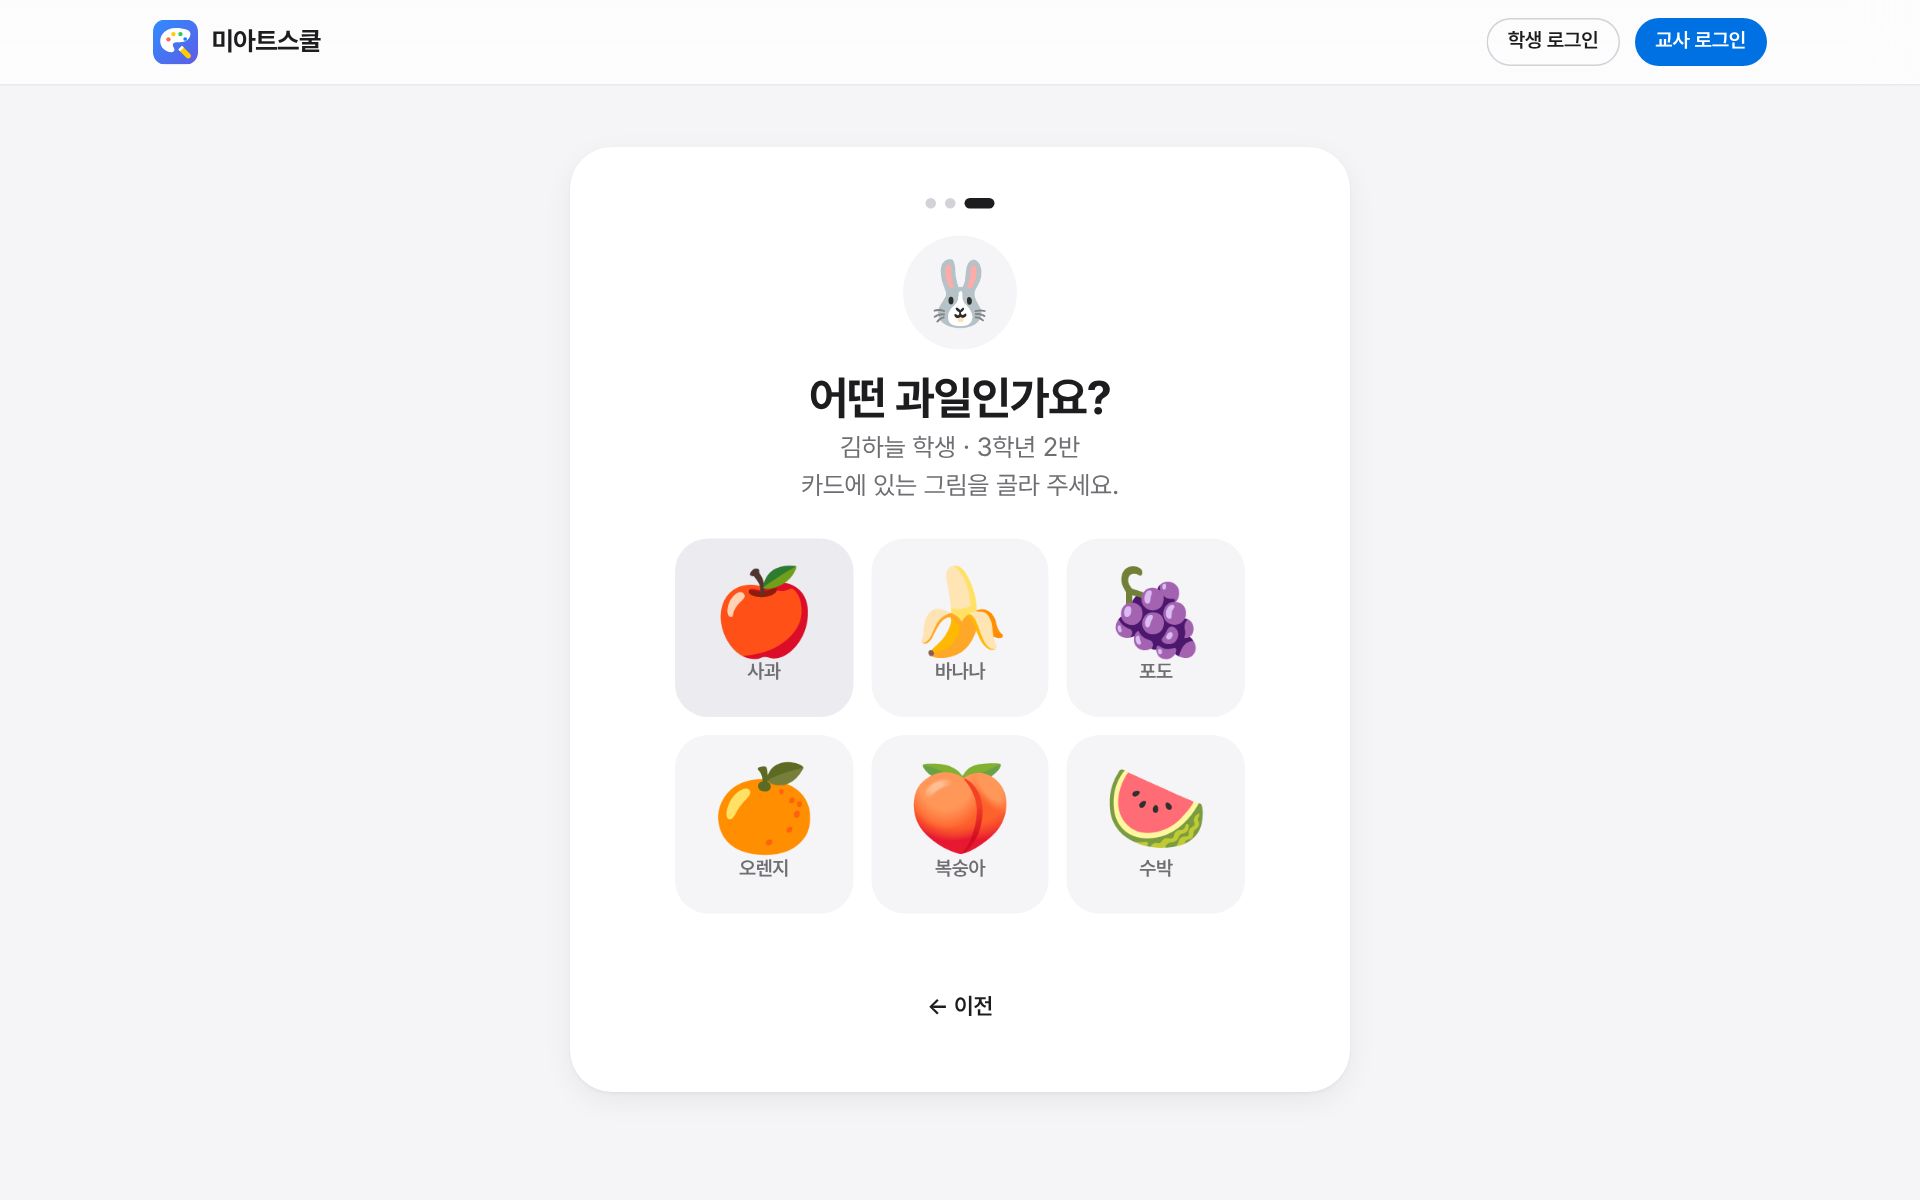 미아트스쿨
학생 로그인
교사 로그인
어떤 과일인가요?
김하늘 학생 · 3학년 2반
카드에 있는 그림을 골라 주세요.
사과
바나나
포도
오렌지
복숭아
수박
← 이전